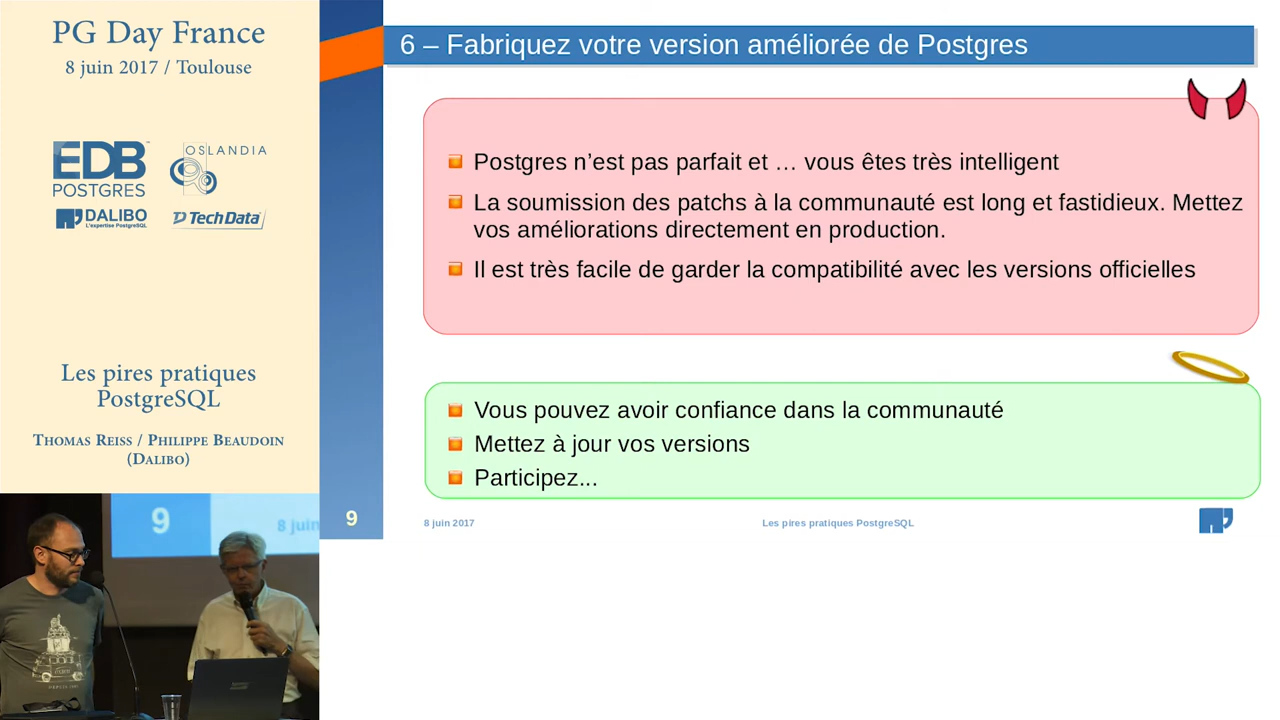 PG Day France
8 juin 2017 / Toulouse
EDB
POSTGRES
OSLANDIA
DALIBO
L'expertise PostgreSQL
TechData
Les pires pratiques
PostgreSQL
Thomas Reiss / Philippe Beaudoin
(Dalibo)
9
8 juin
6 – Fabriquez votre version améliorée de Postgres
Postgres n’est pas parfait et … vous êtes très intelligent
La soumission des patchs à la communauté est long et fastidieux. Mettez
vos améliorations directement en production.
Il est très facile de garder la compatibilité avec les versions officielles
Vous pouvez avoir confiance dans la communauté
Mettez à jour vos versions
Participez...
9
8 juin 2017
Les pires pratiques PostgreSQL